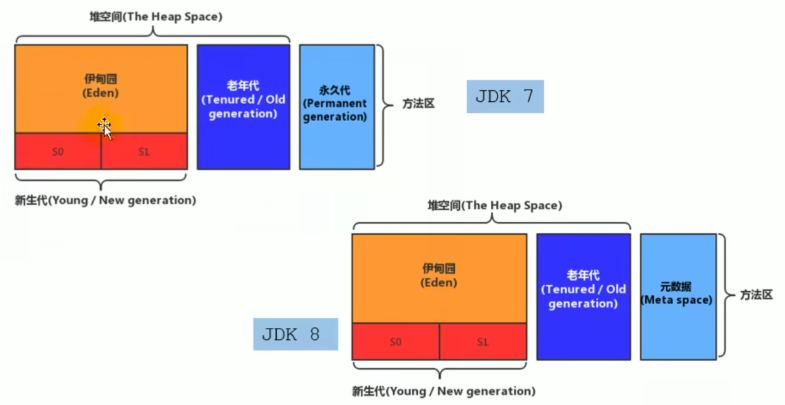 堆空间(The Heap Space)
伊甸园
(Eden)
老年代
(Tenured / Old
generation)
永久代
(Permanent
generation)
方法区
JDK 7
S0
S1
新生代(Young / New generation)
堆空间(The Heap Space)
伊甸园
(Eden)
老年代
(Tenured / Old
generation)
元数据
(Meta space)
方法区
JDK 8
S0
S1
新生代(Young / New generation)